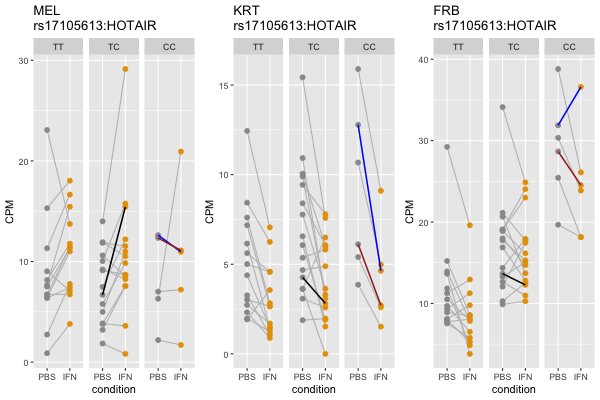 MEL
rs17105613:HOTAIR
TT TC CC
30
20
10
0
CPM
PBS IFN PBS IFN PBS IFN
condition
KRT
rs17105613:HOTAIR
TT TC CC
15
10
5
0
CPM
PBS IFN PBS IFN PBS IFN
condition
FRB
rs17105613:HOTAIR
TT TC CC
40
30
20
10
CPM
PBS IFN PBS IFN PBS IFN
condition